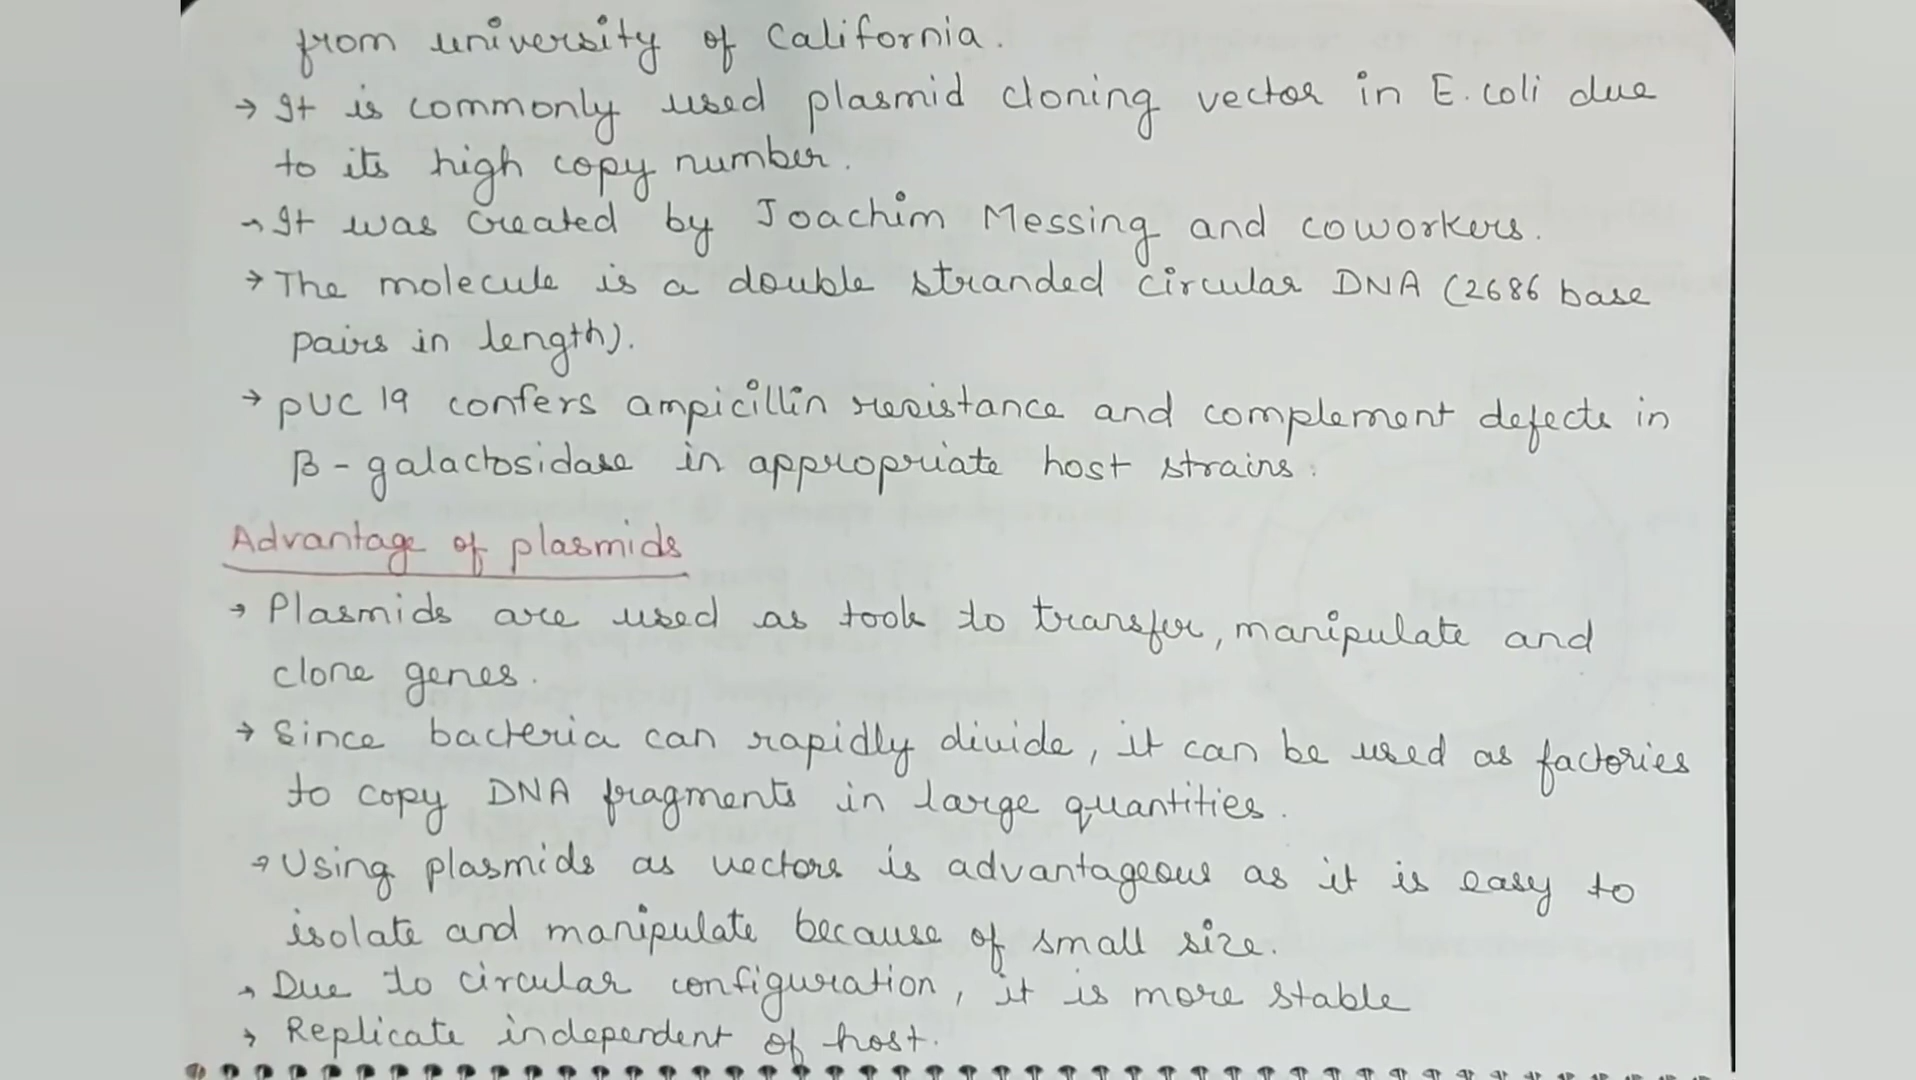 from university of California.
→ It is commonly used plasmid cloning vector in E. coli due
to its high copy number.
→ It was created by Joachim Messing and coworkers.
→ The molecule is a double stranded circular DNA (2686 base
pairs in length).
→ pUC 19 confers ampicillin resistance and complement defects in
β - galactosidase in appropriate host strains.
Advantage of plasmids
→ Plasmids are used as tools to transfer, manipulate and
clone genes.
→ Since bacteria can rapidly divide, it can be used as factories
to copy DNA fragments in large quantities.
→ Using plasmids as vectors is advantageous as it is easy to
isolate and manipulate because of small size.
→ Due to circular configuration, it is more stable
→ Replicate independent of host.